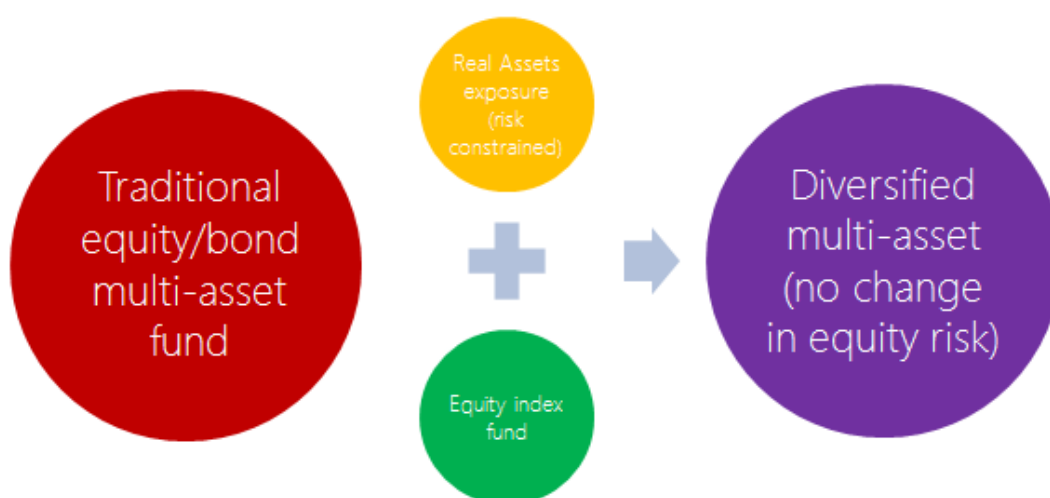 Traditional
equity/bond
multi-asset
fund
Real Assets
exposure
(risk
constrained)
Equity index
fund
Diversified
multi-asset
(no change
in equity risk)